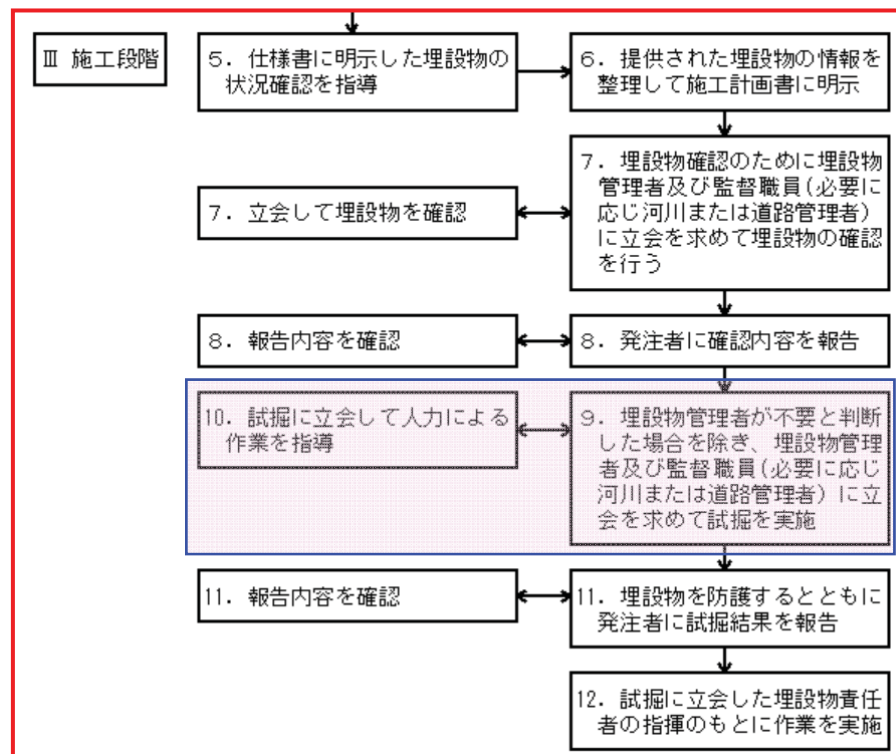 Ⅲ 施工段階
5．仕様書に明示した埋設物の
状況確認を指導
6．提供された埋設物の情報を
整理して施工計画書に明示
7．立会して埋設物を確認
7．埋設物確認のために埋設物
管理者及び監督職員(必要に
応じ河川または道路管理者)
に立会を求めて埋設物の確認
を行う
8．報告内容を確認
8．発注者に確認内容を報告
10．試掘に立会して人力による
作業を指導
9．埋設物管理者が不要と判断
した場合を除き、埋設物管理
者及び監督職員(必要に応じ
河川または道路管理者)に立
会を求めて試掘を実施
11．報告内容を確認
11．埋設物を防護するとともに
発注者に試掘結果を報告
12．試掘に立会した埋設物責任
者の指揮のもとに作業を実施